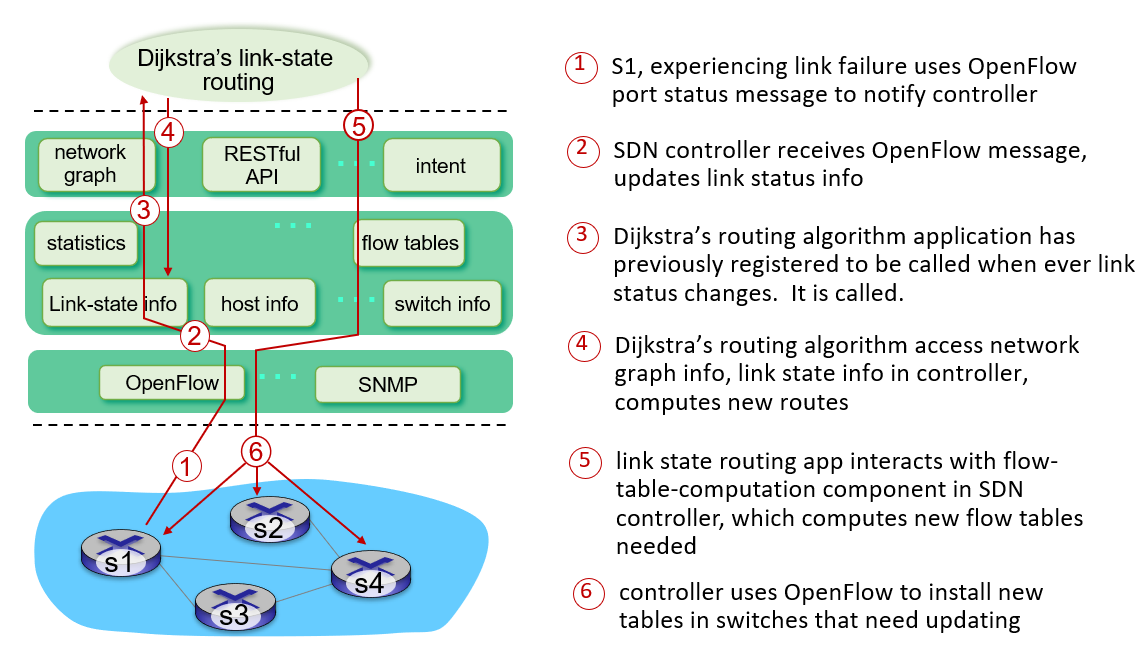 Dijkstra's link-state
routing
4
5
network
graph
RESTful
API
. . .
intent
3
statistics
. . .
flow tables
Link-state info
host info
. . .
switch info
2
OpenFlow
. . .
SNMP
1
6
s2
s1
s4
s3
1 S1, experiencing link failure uses OpenFlow
port status message to notify controller
2 SDN controller receives OpenFlow message,
updates link status info
3 Dijkstra's routing algorithm application has
previously registered to be called when ever link
status changes. It is called.
4 Dijkstra's routing algorithm access network
graph info, link state info in controller,
computes new routes
5 link state routing app interacts with flow-
table-computation component in SDN
controller, which computes new flow tables
needed
6 controller uses OpenFlow to install new
tables in switches that need updating